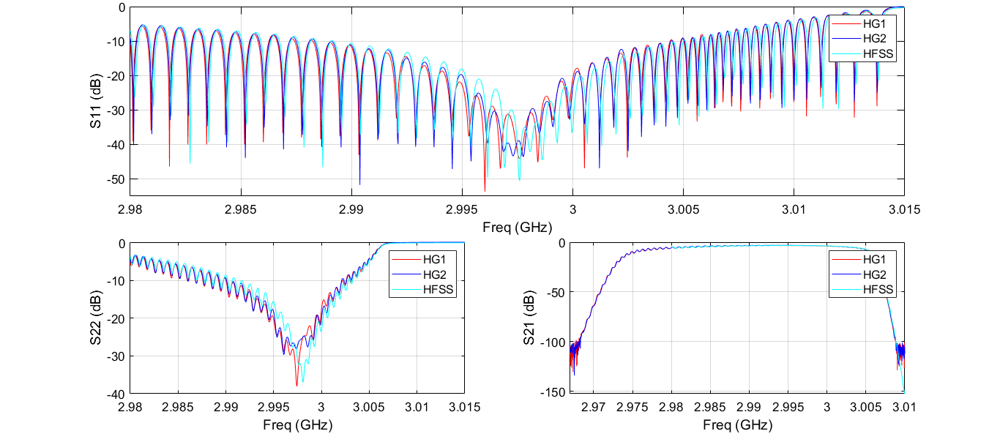 0
-10
-20
-30
-40
-50
S11 (dB)
HG1
HG2
HFSS
2.98 2.985 2.99 2.995 3 3.005 3.01 3.015
Freq (GHz)
0
-10
-20
-30
-40
S22 (dB)
HG1
HG2
HFSS
2.98 2.985 2.99 2.995 3 3.005 3.01 3.015
Freq (GHz)
0
-50
-100
-150
S21 (dB)
HG1
HG2
HFSS
2.97 2.975 2.98 2.985 2.99 2.995 3 3.005 3.01
Freq (GHz)